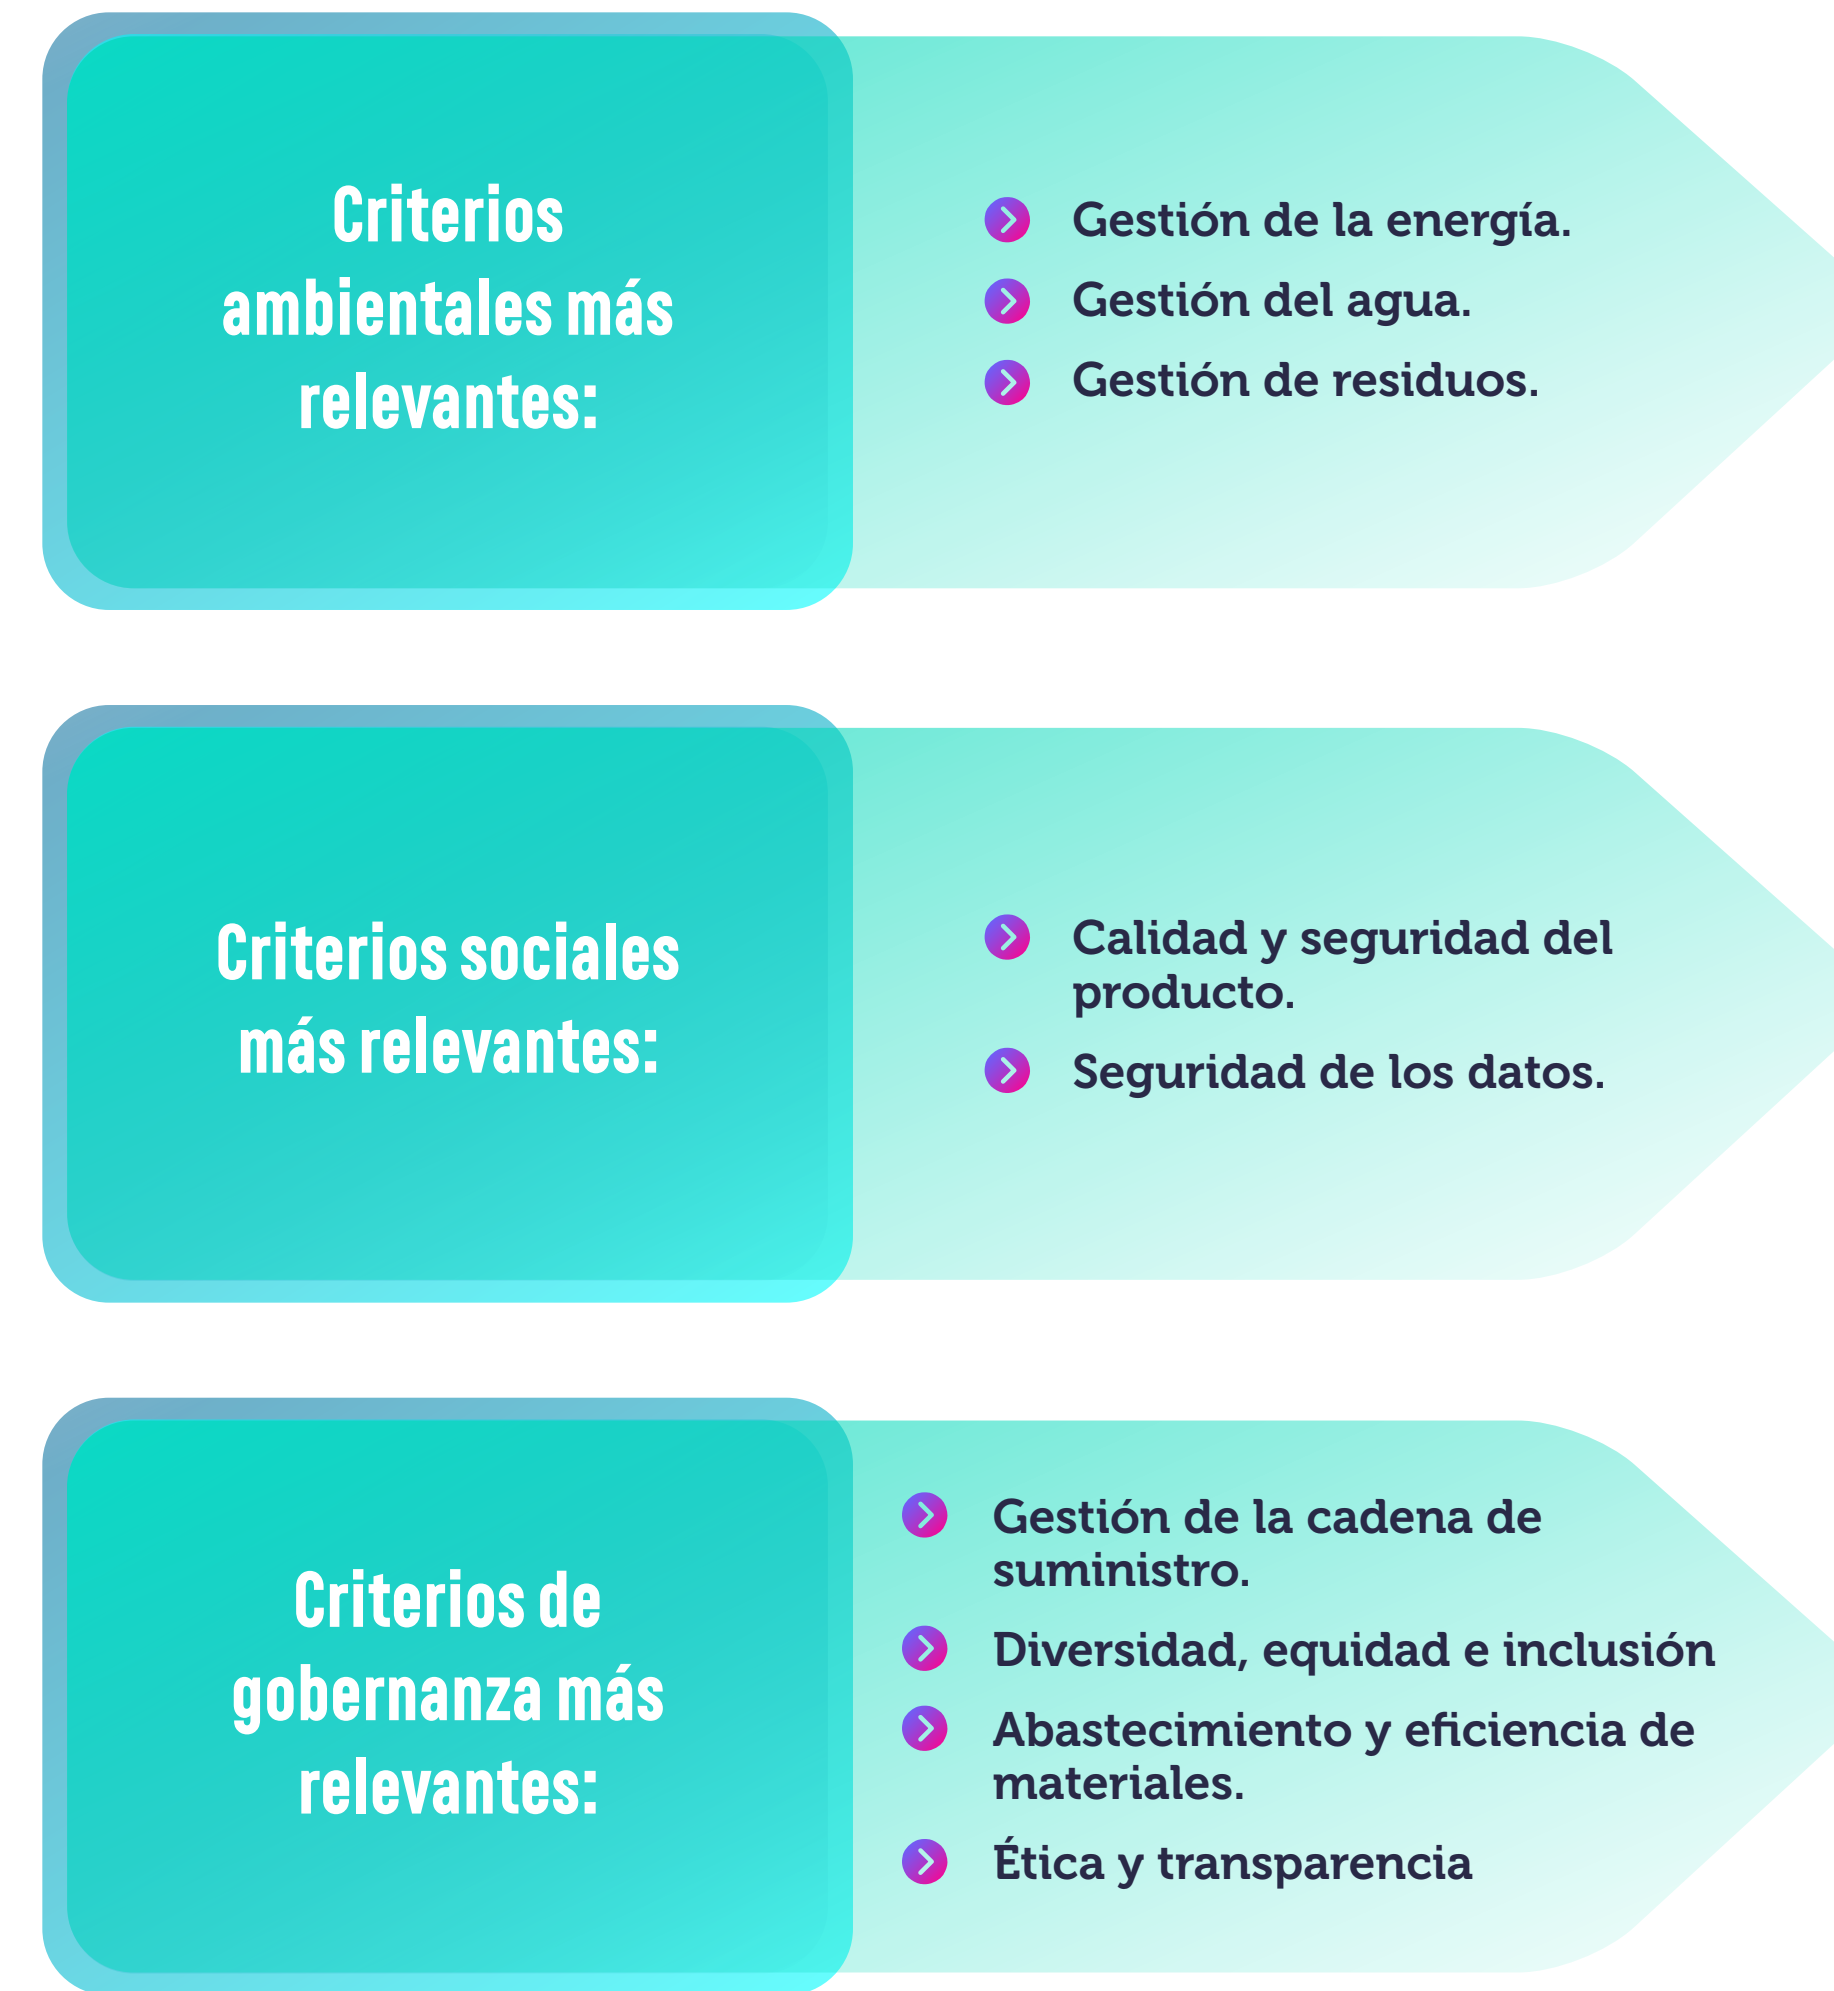 Criterios
ambientales más
relevantes:
Gestión de la energía.
Gestión del agua.
Gestión de residuos.
Criterios sociales
más relevantes:
Calidad y seguridad del
producto.
Seguridad de los datos.
Criterios de
gobernanza más
relevantes:
Gestión de la cadena de
suministro.
Diversidad, equidad e inclusión
Abastecimiento y eficiencia de
materiales.
Ética y transparencia